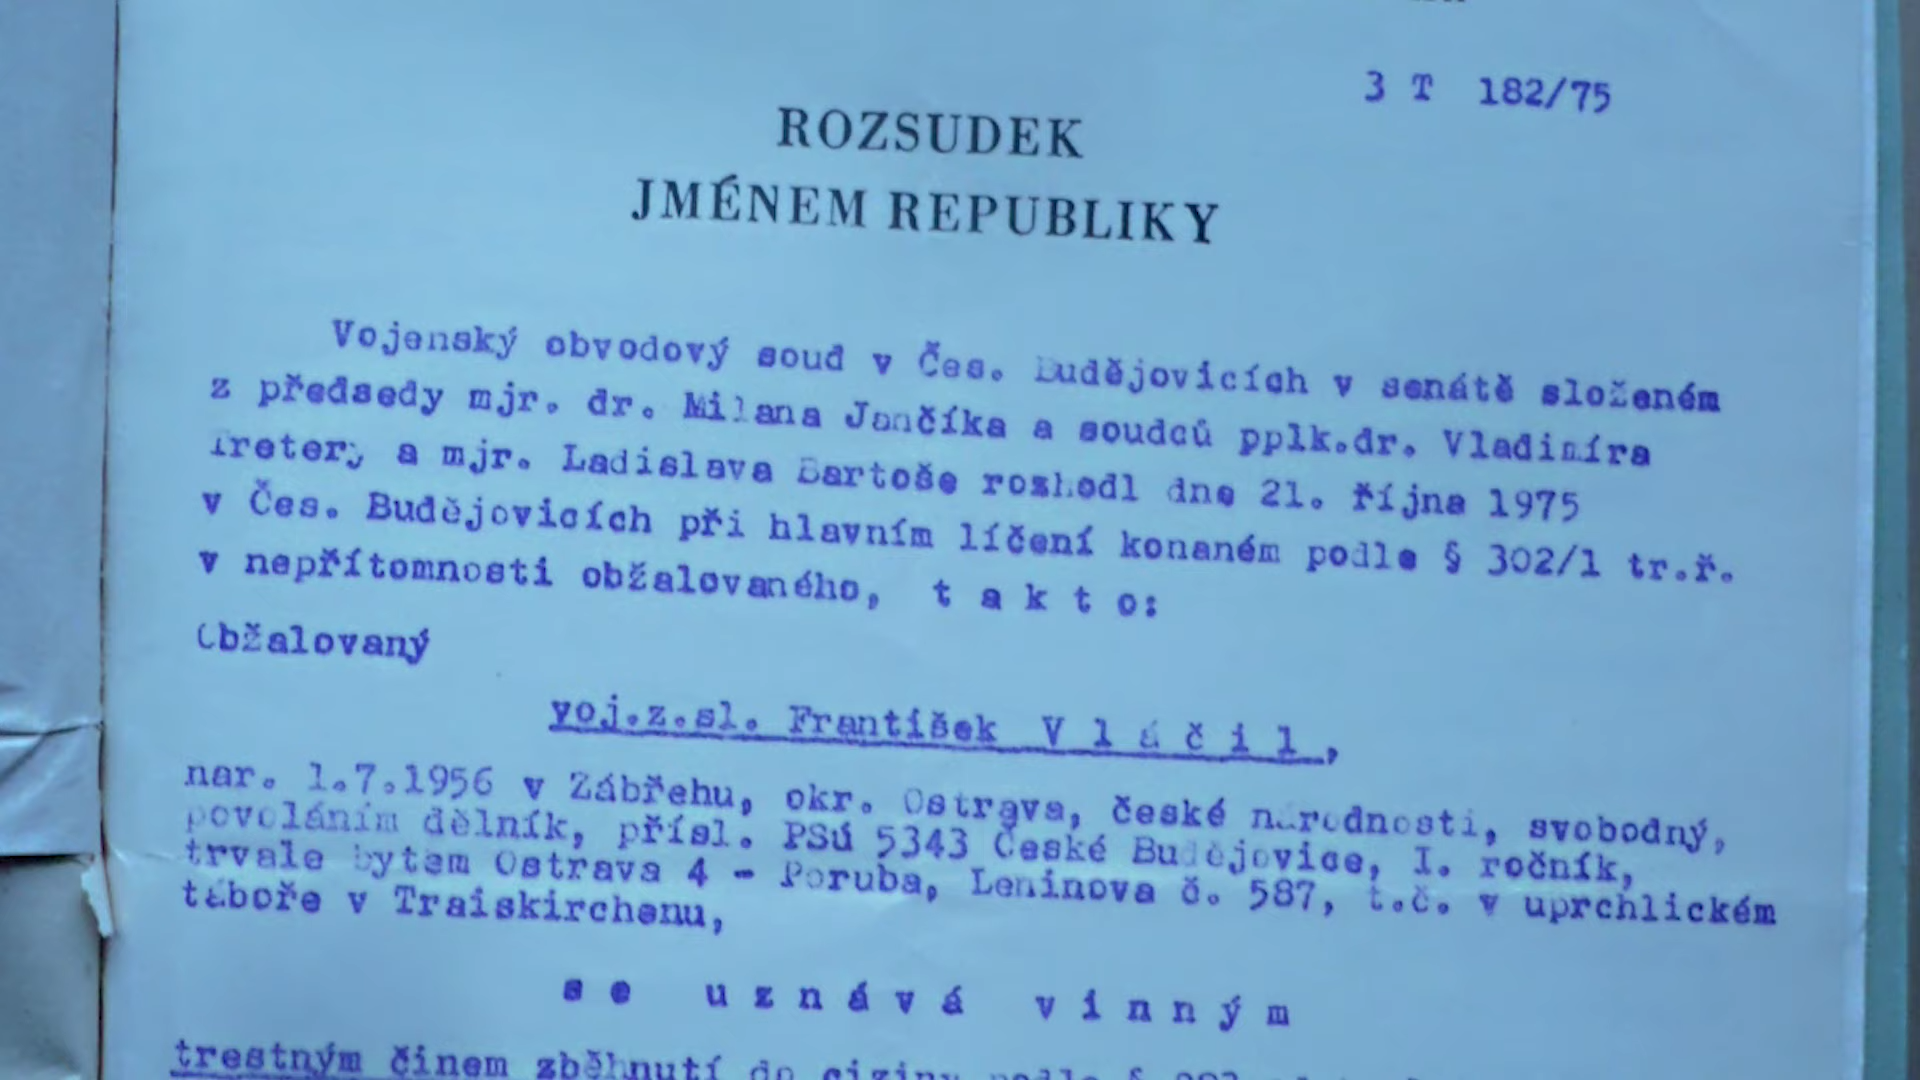 3 T 182/75
ROZSUDEK
JMÉNEM REPUBLIKY
Vojenský obvodový soud v Čes. Budějovicích v senátě složeném
z předsedy mjr. dr. Milana Jančíka a soudců pplk.dr. Vladimíra
a mjr. Ladislava Bartoše rozhodl dne 21. října 1975
v Čes. Budějovicích při hlavním líčení konaném podle § 302/1 tr.ř.
v nepřítomnosti obžalovaného, t a k t o:
Obžalovaný
voj.z.sl. František V l á č i l,
nar. 1.7.1956 v Zábřehu, okr. Ostrava, české národnosti, svobodný,
povoláním dělník, přísl. PSÚ 5343 České Budějovice, I. ročník,
trvale bytem Ostrava 4 - Poruba, Leninova č. 587, t.č. v uprchlickém
táboře v Traiskirchenu,
s e u z n á v á v i n n ý m
trestným činem zběhnutí do ciziny podle §